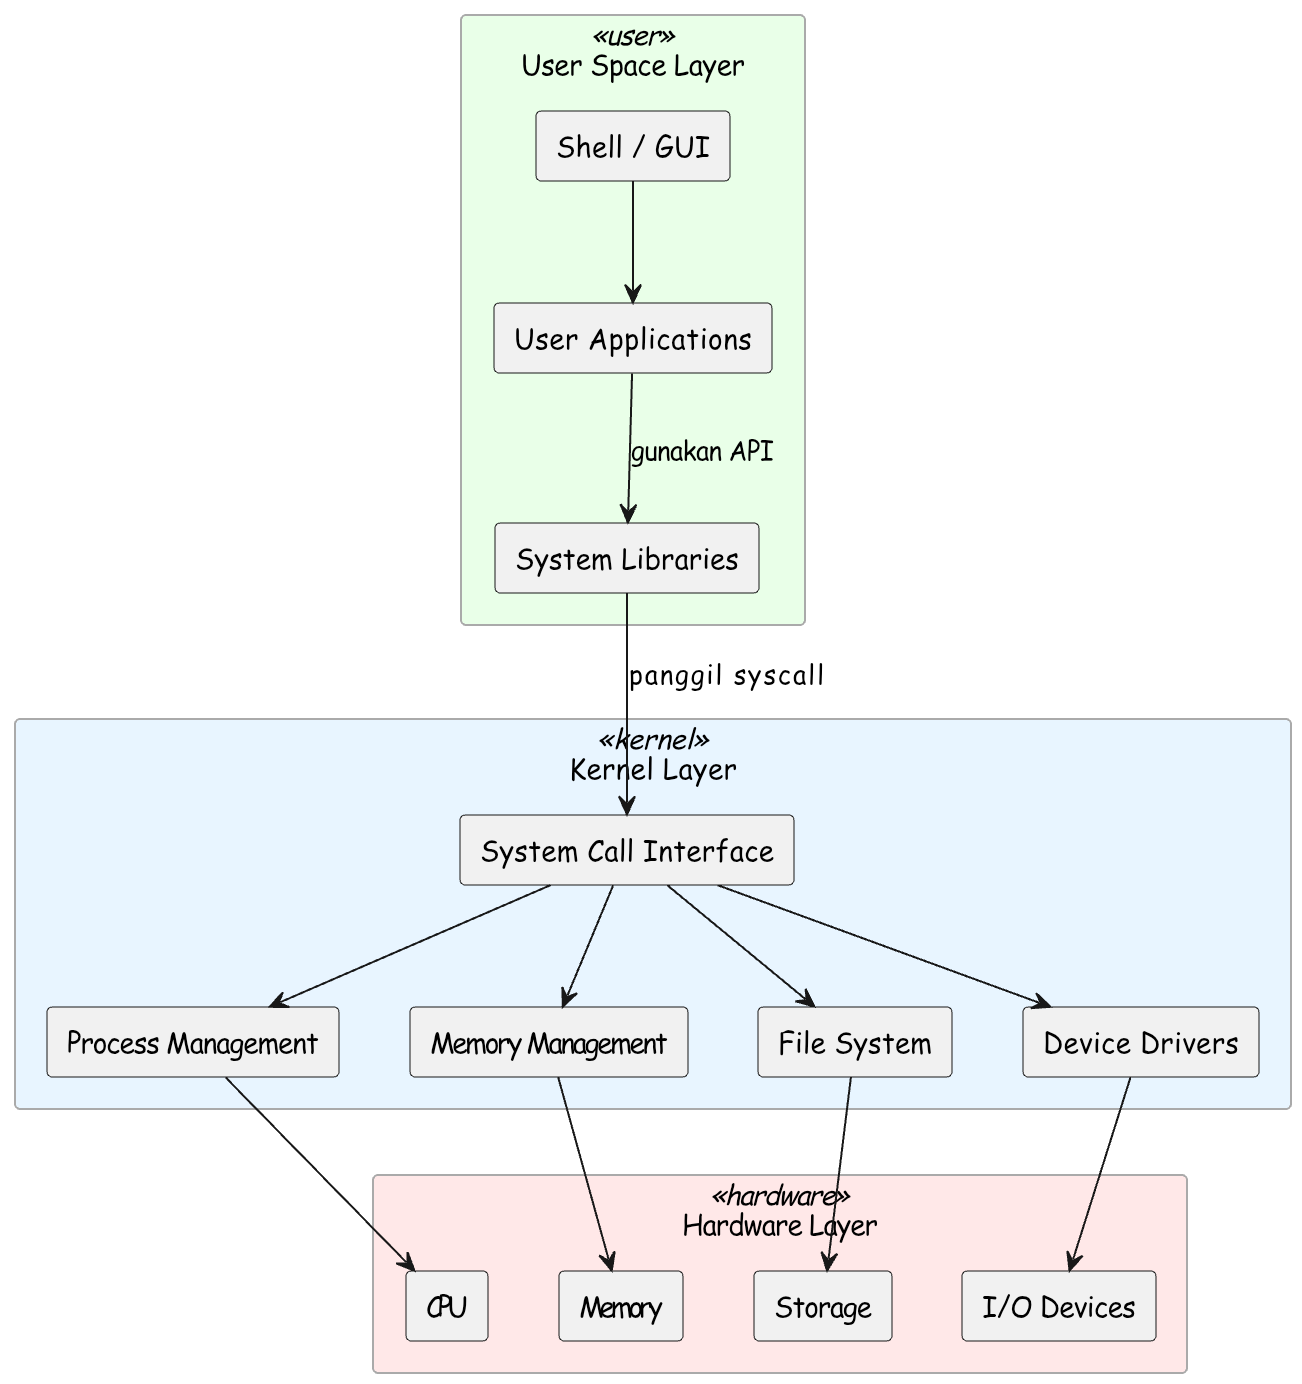 «user»
User Space Layer
Shell / GUI
User Applications
gunakan API
System Libraries
panggil syscall
«kernel»
Kernel Layer
System Call Interface
Process Management
Memory Management
File System
Device Drivers
«hardware»
Hardware Layer
CPU
Memory
Storage
I/O Devices